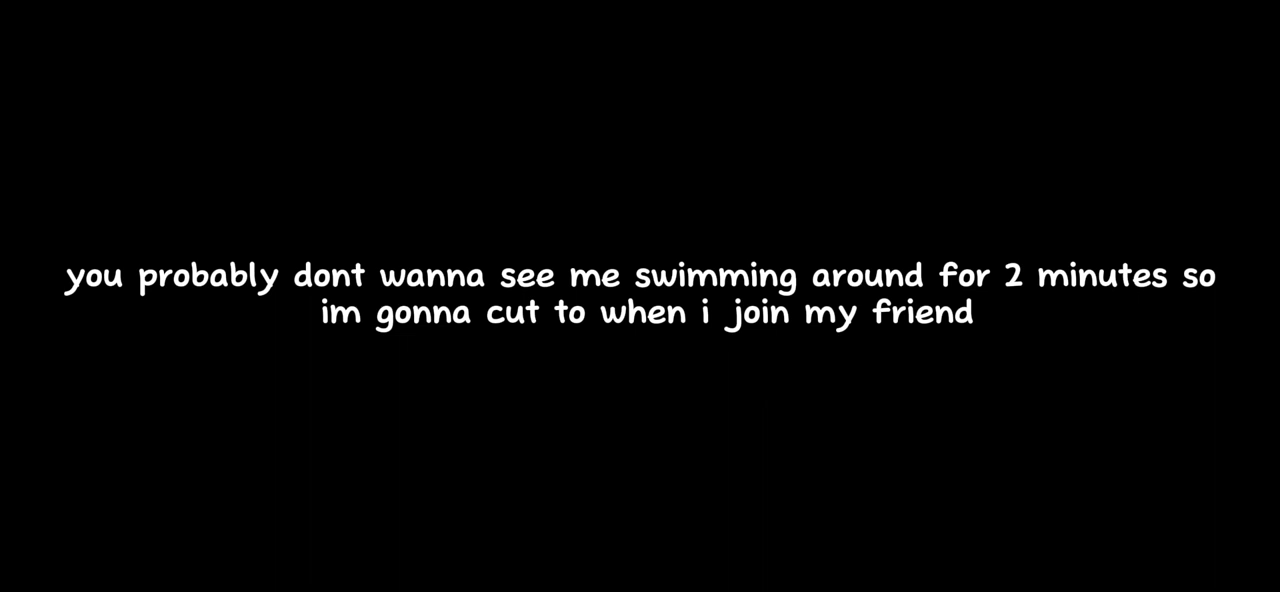 you probably dont wanna see me swimming around for 2 minutes so
im gonna cut to when i join my friend